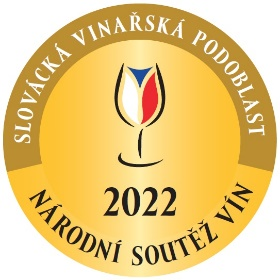 SLOVÁCKÁ VINAŘSKÁ PODOBLAST
2022
NÁRODNÍ SOUTĚŽ VÍN